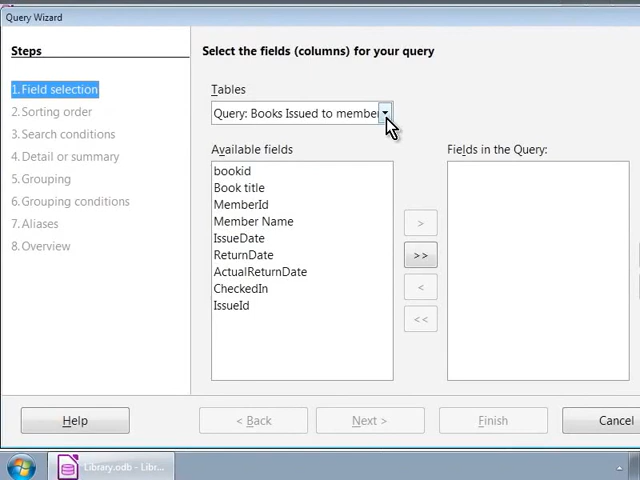 Query Wizard
Steps
Select the fields (columns) for your query
1.Field selection
2.Sorting order
3.Search conditions
4.Detail or summary
5.Grouping
6.Grouping conditions
7.Aliases
8.Overview
Tables
Query: Books Issued to membe
Available fields
Fields in the Query:
bookid
Book title
MemberId
Member Name
IssueDate
ReturnDate
ActualReturnDate
CheckedIn
IssueId
>
>>
<
<<
Help
< Back
Next >
Finish
Cancel
Library.odb - Libr...